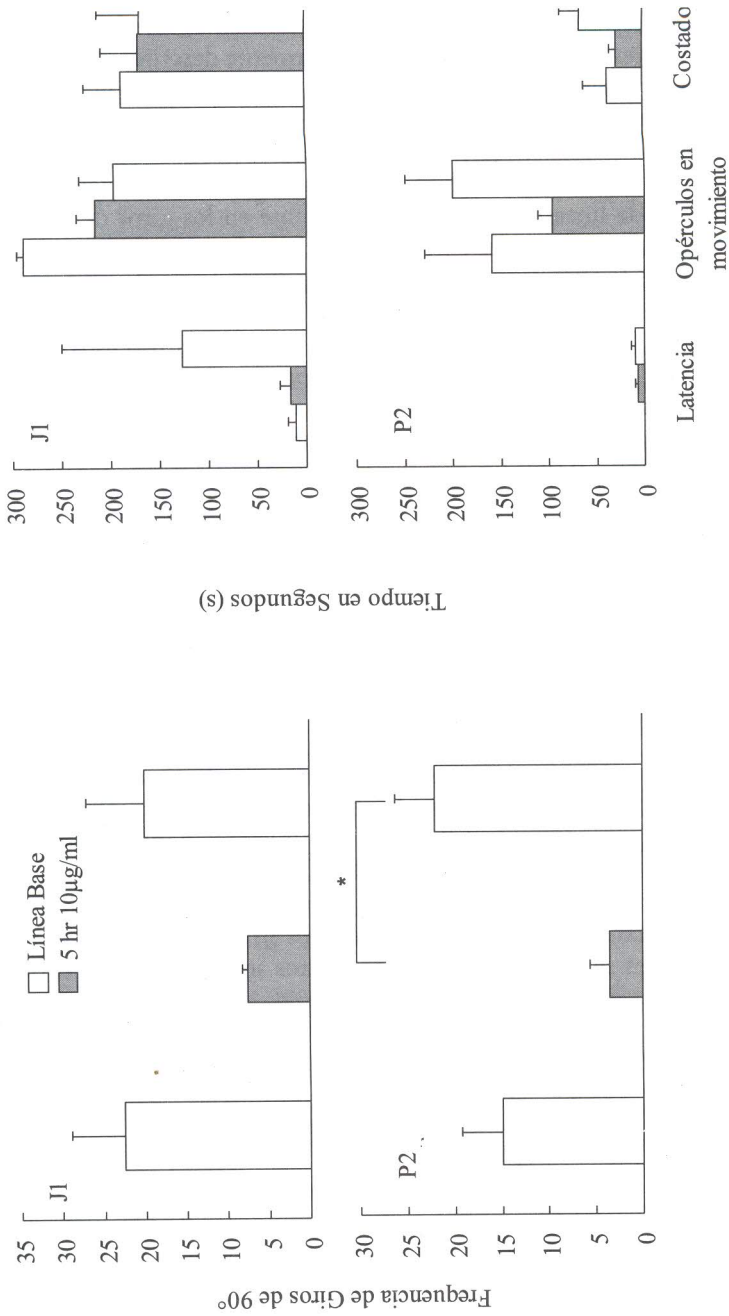 Frequencia de Giros de 90°
35
30
25
20
15
10
5
0
J1
Línea Base
5 hr 10µg/ml
30
25
20
15
10
5
0
P2
*
Tiempo en Segundos (s)
300
250
200
150
100
50
0
J1
300
250
200
150
100
50
0
P2
Latencia
Opérculos en
movimiento
Costado